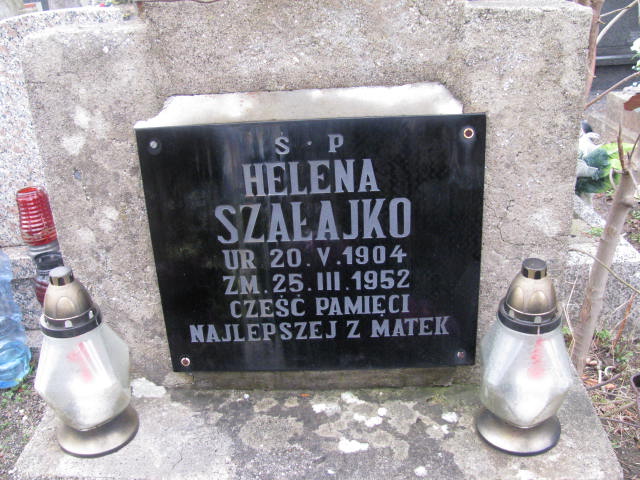 Ś · P
HELENA
SZAŁAJKO
UR 20.V.1904
ZM. 25.III.1952
CZEŚĆ PAMIĘCI
NAJLEPSZEJ Z MATEK